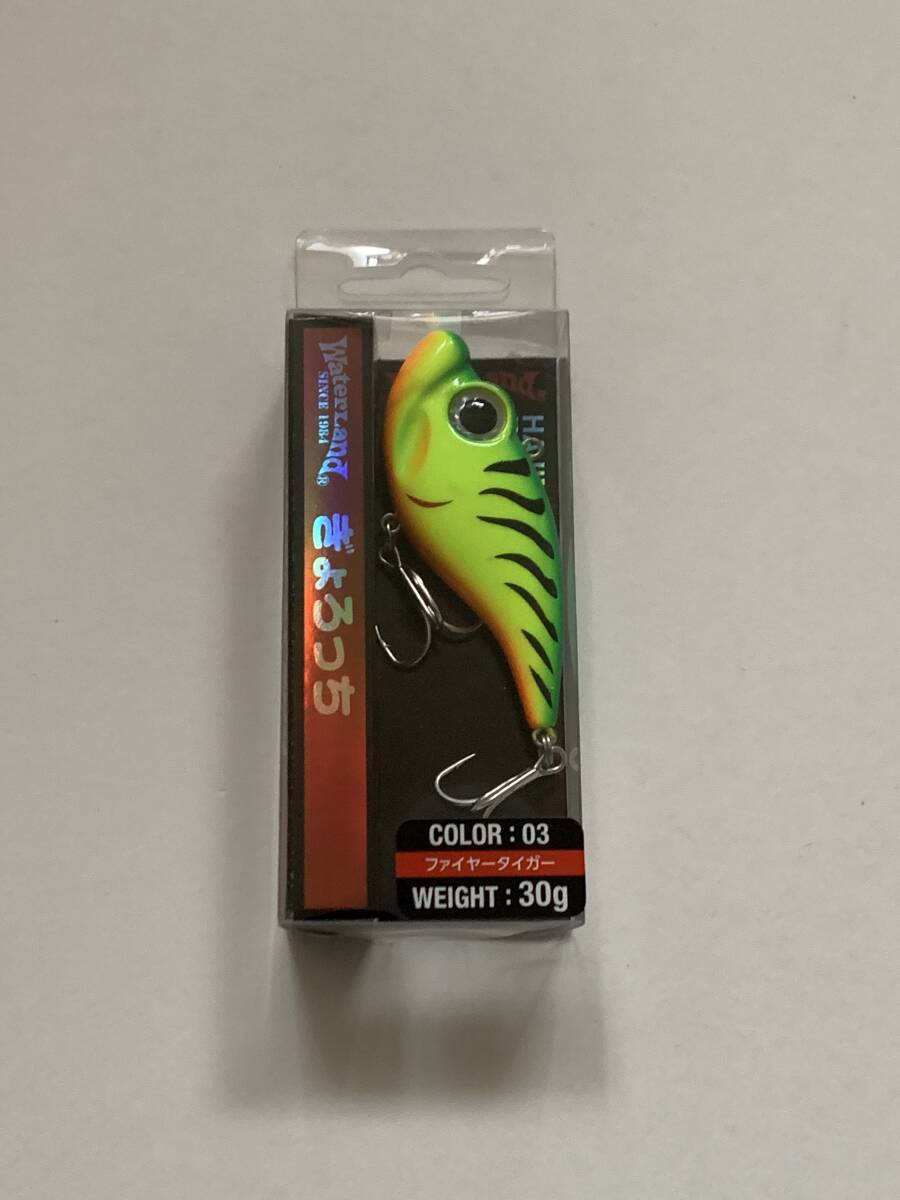 WaterLand®
SINCE 1984
ぎょろっち
COLOR : 03
ファイヤータイガー
WEIGHT : 30g